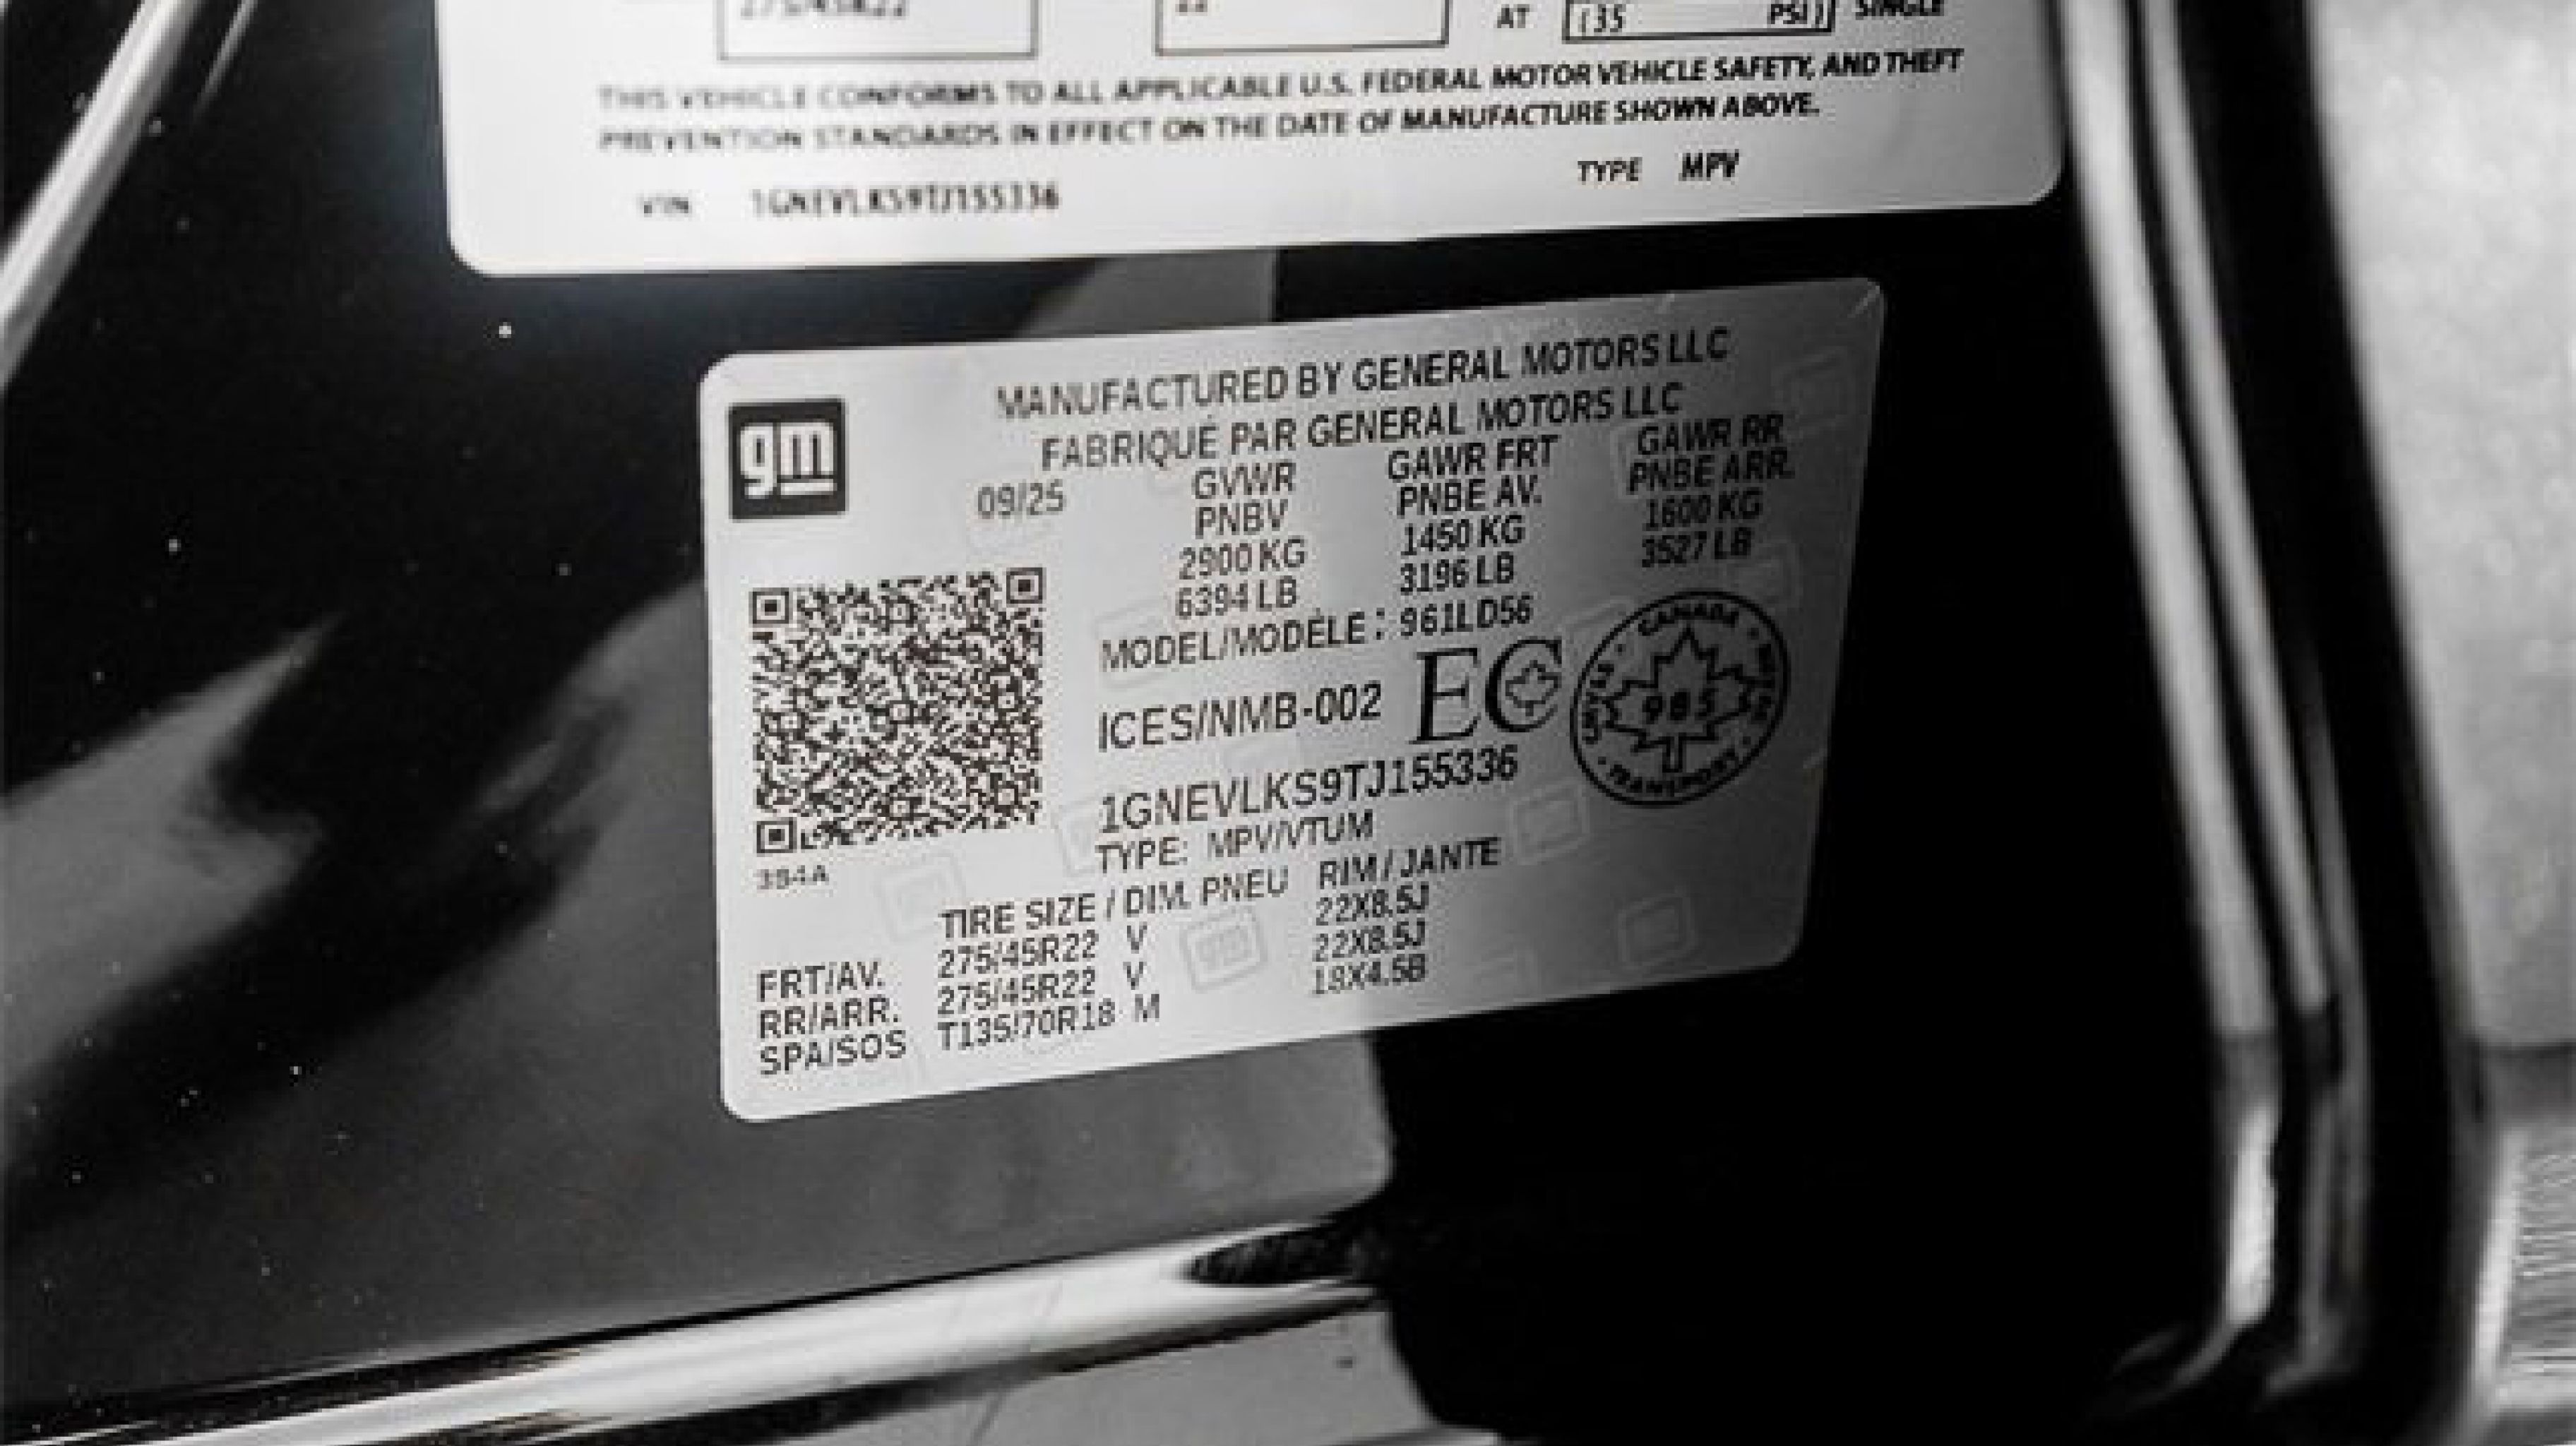 275/45R22 22 AT (35 PSI) SINGLE
THIS VEHICLE CONFORMS TO ALL APPLICABLE U.S. FEDERAL MOTOR VEHICLE SAFETY, AND THEFT
PREVENTION STANDARDS IN EFFECT ON THE DATE OF MANUFACTURE SHOWN ABOVE.
TYPE MPV
VIN 1GNEVLKS9TJ155336
gm
MANUFACTURED BY GENERAL MOTORS LLC
FABRIQUÉ PAR GENERAL MOTORS LLC
09/25 GVWR GAWR FRT GAWR RR
PNBV PNBE AV. PNBE ARR.
2900 KG 1450 KG 1600 KG
6394 LB 3196 LB 3527 LB
MODEL/MODÈLE : 961LD56
ICES/NMB-002 EC
CANADA
985
TRANSPORT
1GNEVLKS9TJ155336
TYPE: MPV/VTUM
394A
TIRE SIZE / DIM. PNEU RIM / JANTE
FRT/AV. 275/45R22 V 22X8.5J
RR/ARR. 275/45R22 V 22X8.5J
SPA/SOS T135/70R18 M 18X4.5B